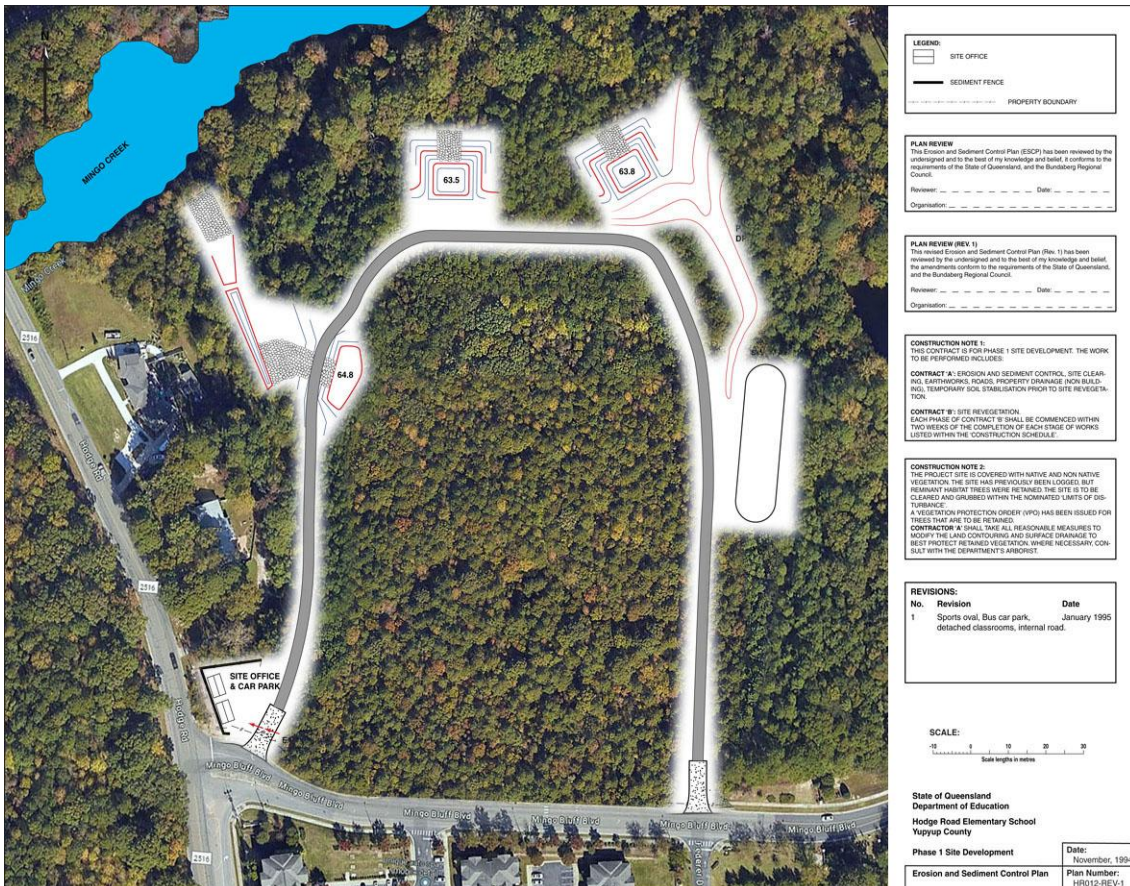 N
MINGO CREEK
Mingo Creek
2516
Hodge Rd
2516
63.5
63.8
DI
64.8
SITE OFFICE
& CAR PARK
Hodge Rd
Mingo Bluff Blvd
Mingo Bluff Blvd
Mingo Bluff Blvd
Mingo Bluff Blvd
Mingo Bluff Blvd
Mingo Bluff Blvd
2516
LEGEND:
SITE OFFICE
SEDIMENT FENCE
PROPERTY BOUNDARY
PLAN REVIEW
This Erosion and Sediment Control Plan (ESCP) has been reviewed by the
undersigned and to the best of my knowledge and belief, it conforms to the
requirements of the State of Queensland, and the Bundaberg Regional
Council.
Reviewer: _ _ _ _ _ _ _ _ _ _ _ Date: _ _ _ _ _
Organisation: _ _ _ _ _ _ _ _ _ _ _ _ _ _ _ _
PLAN REVIEW (REV. 1)
This revised Erosion and Sediment Control Plan (Rev. 1) has been
reviewed by the undersigned and to the best of my knowledge and belief,
the amendments conform to the requirements of the State of Queensland,
and the Bundaberg Regional Council.
Reviewer: _ _ _ _ _ _ _ _ _ _ _ Date: _ _ _ _ _
Organisation: _ _ _ _ _ _ _ _ _ _ _ _ _ _ _ _
CONSTRUCTION NOTE 1:
THIS CONTRACT IS FOR PHASE 1 SITE DEVELOPMENT. THE WORK
TO BE PERFORMED INCLUDES:
CONTRACT 'A': EROSION AND SEDIMENT CONTROL, SITE CLEAR-
ING, EARTHWORKS, ROADS, PROPERTY DRAINAGE (NON BUILD-
ING), TEMPORARY SOIL STABILISATION PRIOR TO SITE REVEGETA-
TION.
CONTRACT 'B': SITE REVEGETATION.
EACH PHASE OF CONTRACT 'B' SHALL BE COMMENCED WITHIN
TWO WEEKS OF THE COMPLETION OF EACH STAGE OF WORKS
LISTED WITHIN THE 'CONSTRUCTION SCHEDULE'.
CONSTRUCTION NOTE 2:
THE PROJECT SITE IS COVERED WITH NATIVE AND NON NATIVE
VEGETATION. THE SITE HAS PREVIOUSLY BEEN LOGGED, BUT
REMINANT HABITAT TREES WERE RETAINED. THE SITE IS TO BE
CLEARED AND GRUBBED WITHIN THE NOMINATED 'LIMITS OF DIS-
TURBANCE'.
A 'VEGETATION PROTECTION ORDER' (VPO) HAS BEEN ISSUED FOR
TREES THAT ARE TO BE RETAINED.
CONTRACTOR 'A' SHALL TAKE ALL REASONABLE MEASURES TO
MODIFY THE LAND CONTOURING AND SURFACE DRAINAGE TO
BEST PROTECT RETAINED VEGETATION. WHERE NECESSARY, CON-
SULT WITH THE DEPARTMENT'S ARBORIST.
REVISIONS:
No. Revision Date
1 Sports oval, Bus car park, January 1995
detached classrooms, internal road.
SCALE:
-10 0 10 20 30
Scale lengths in metres
State of Queensland
Department of Education
Hodge Road Elementary School
Yupyup County
Phase 1 Site Development
Date:
November, 1994
Erosion and Sediment Control Plan
Plan Number:
HR012-REV-1